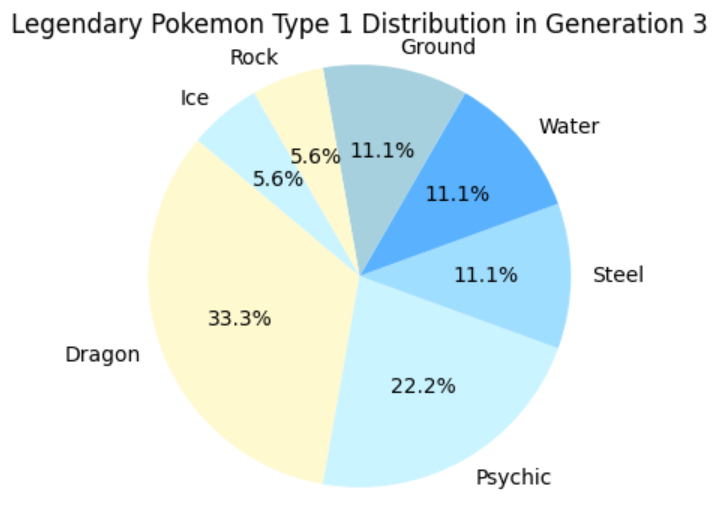 Legendary Pokemon Type 1 Distribution in Generation 3
Ground
Rock
Ice
Water
5.6%
11.1%
5.6%
11.1%
11.1%
Steel
33.3%
Dragon
22.2%
Psychic